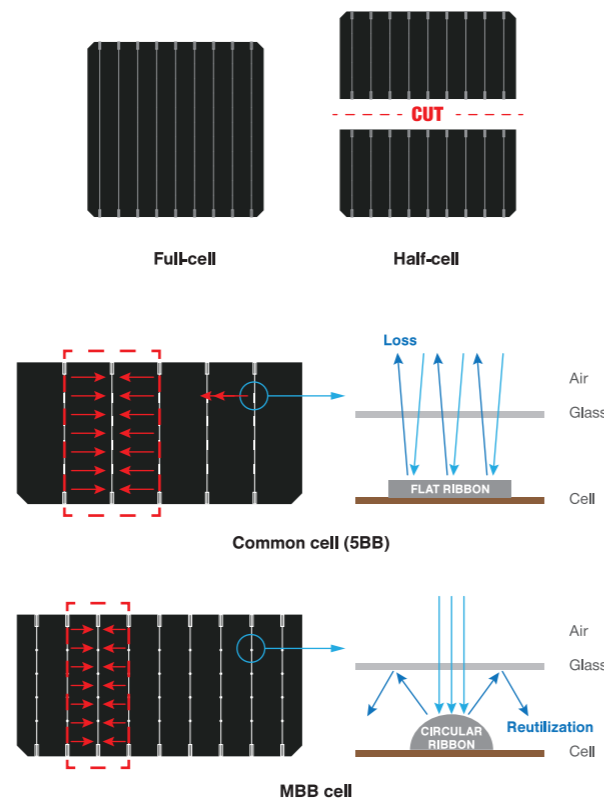 CUT
Full-cell
Half-cell
Loss
Air
Glass
FLAT RIBBON
Cell
Common cell (5BB)
Air
Glass
CIRCULAR
RIBBON
Reutilization
Cell
MBB cell